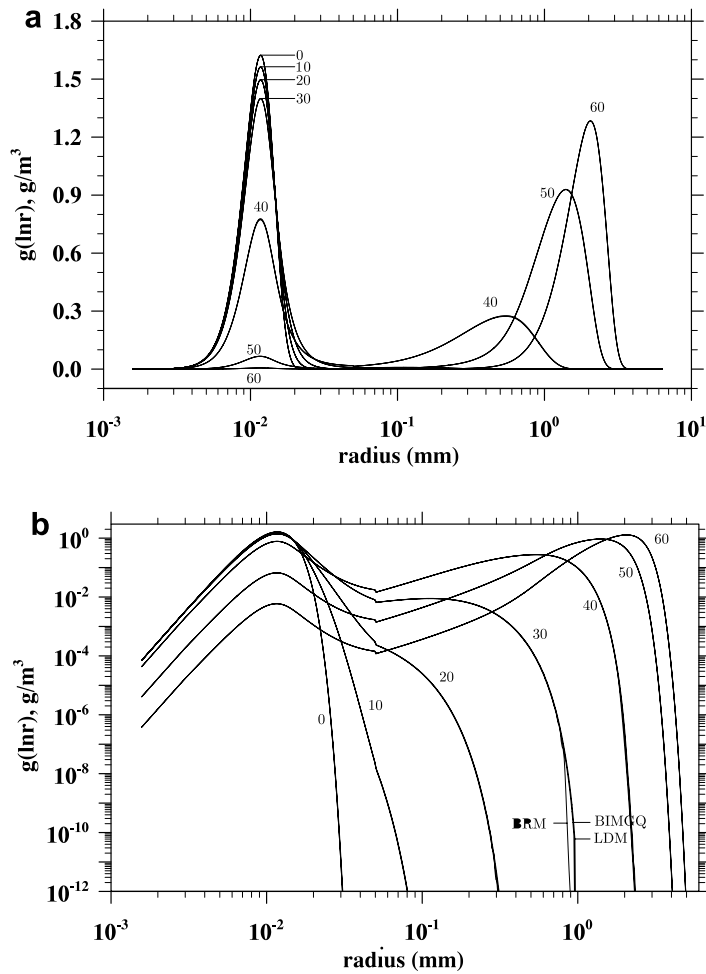 a
1.8
1.5
1.2
0.9
0.6
0.3
0.0
g(lnr), g/m³
0
10
20
30
40
50
60
40
50
60
10⁻³ 10⁻² 10⁻¹ 10⁰ 10¹
radius (mm)
b
10⁰
10⁻²
10⁻⁴
10⁻⁶
10⁻⁸
10⁻¹⁰
10⁻¹²
g(lnr), g/m³
60
50
40
30
20
10
0
BRM
BIMGQ
LDM
10⁻³ 10⁻² 10⁻¹ 10⁰
radius (mm)